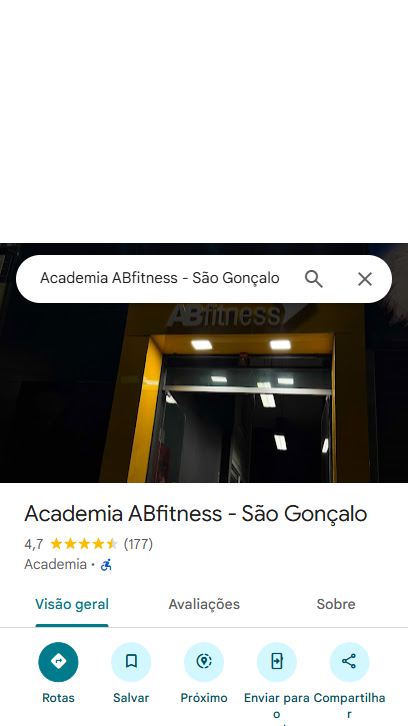 Academia ABfitness - São Gonçalo
ABfitness
Academia ABfitness - São Gonçalo
4,7 (177)
Academia ·
Visão geral
Avaliações
Sobre
Rotas
Salvar
Próximo
Enviar para
o
Compartilha
r